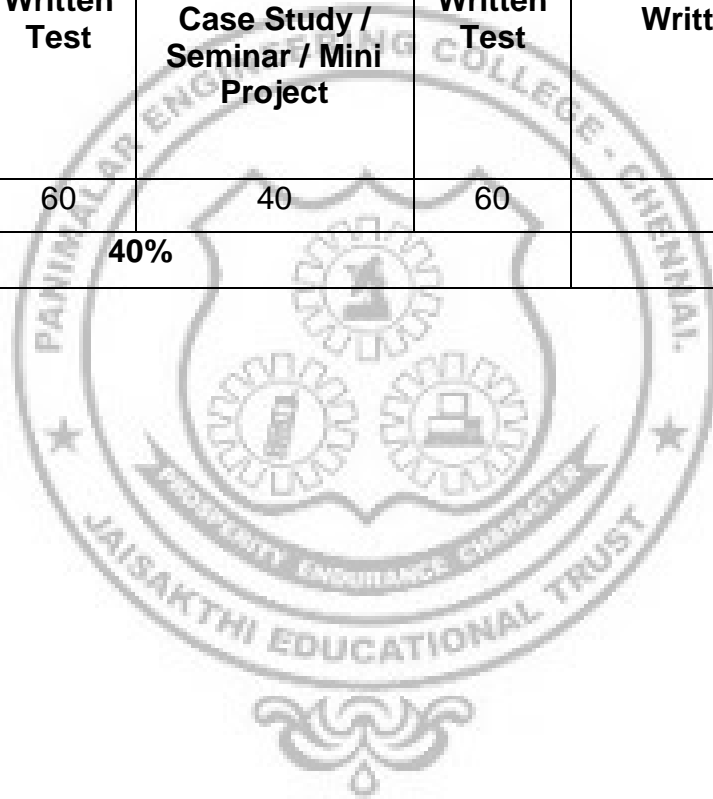 Written
Test
Case Study /
Seminar / Mini
Project
Written
Test
Writt
60
40
60
40%
PANIMALAR ENGINEERING COLLEGE - CHENNAI.
PROSPERITY ENDURANCE CHARACTER
JAISAKTHI EDUCATIONAL TRUST